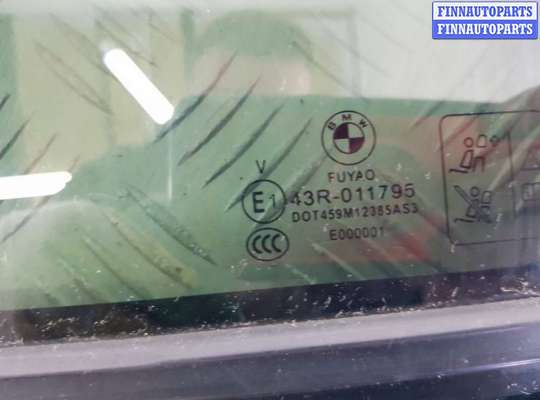 FINNAUTOPARTS
FINNAUTOPARTS
BMW
FUYAO
V
E1 43R-011795
DOT459M12385AS3
CCC
E000001